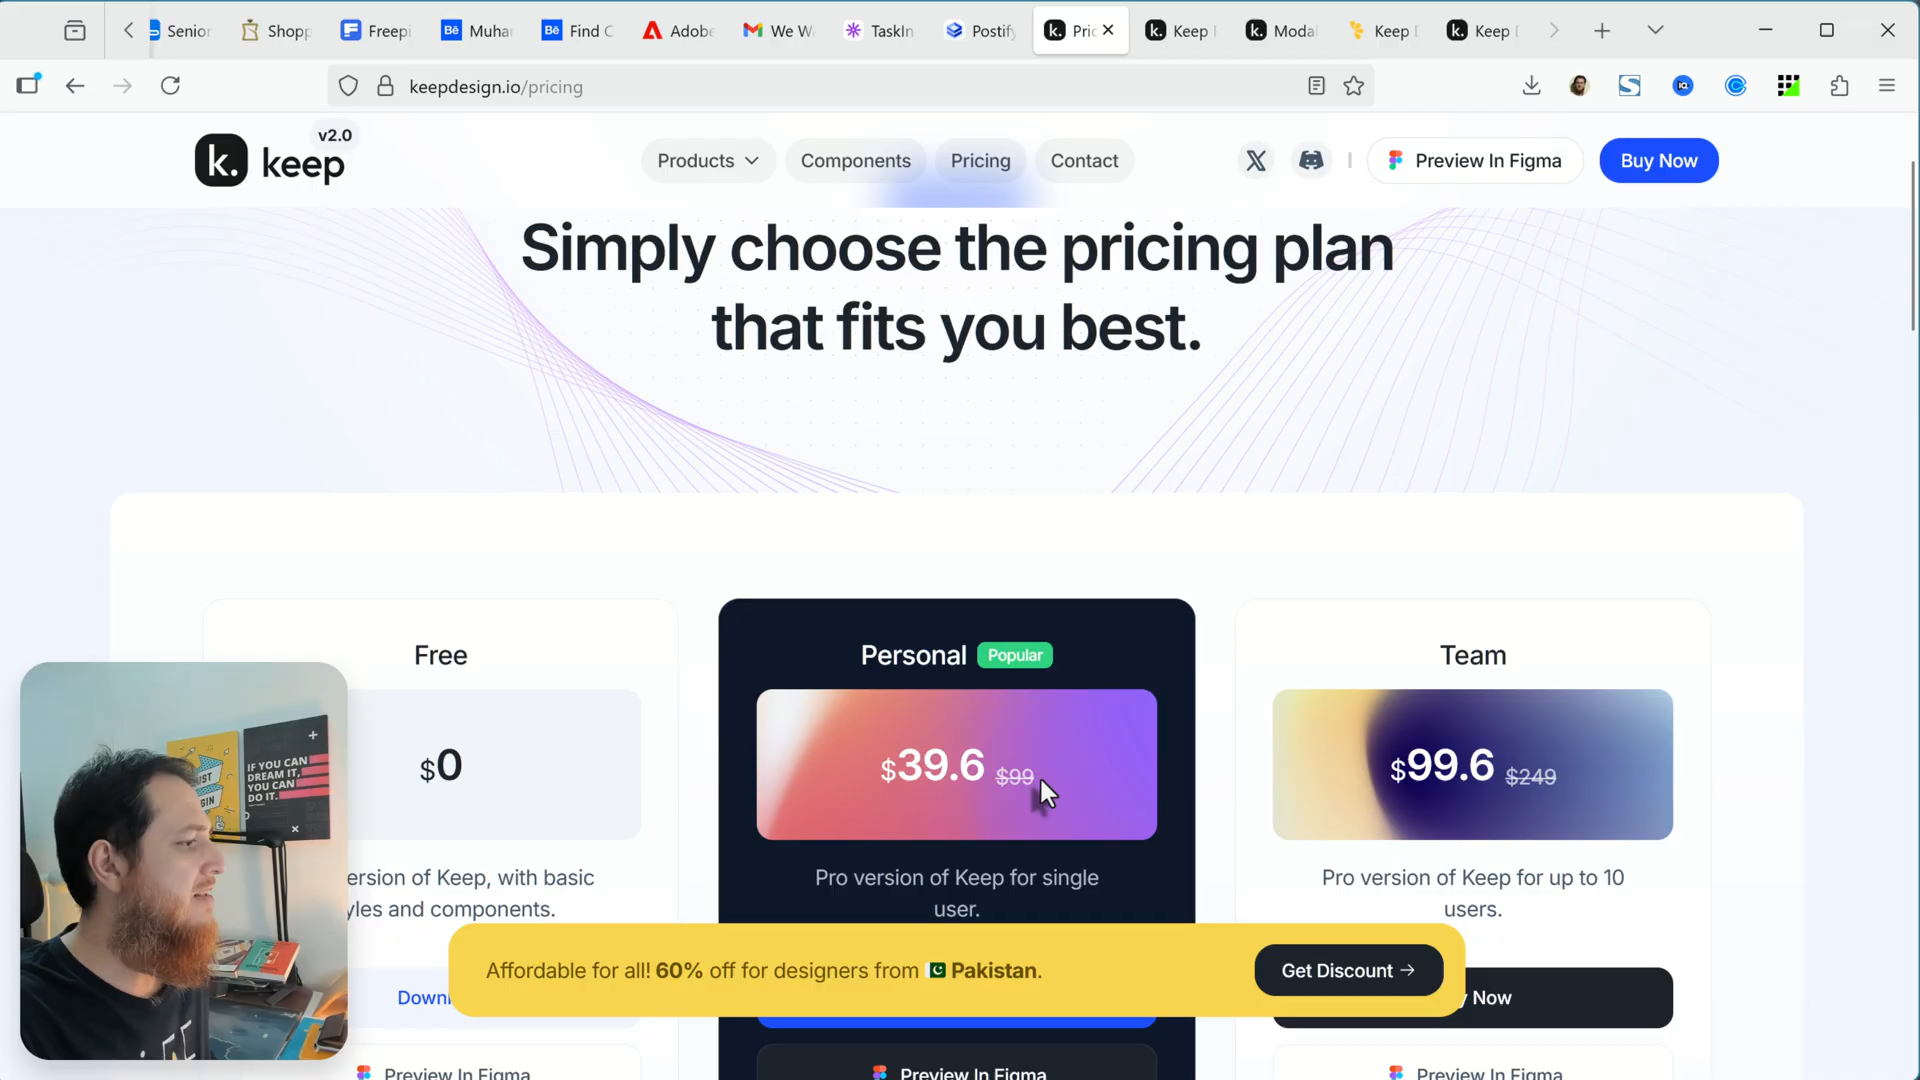 Senior
Shopp
Freepi
Bē
Muha
Bē
Find C
Adobe
We W
TaskIn
Postify
k.
Pric
k.
Keep
k.
Modal
Keep D
k.
Keep D
keepdesign.io/pricing
k. keep
v2.0
Products
Components
Pricing
Contact
Preview In Figma
Buy Now
Simply choose the pricing plan
that fits you best.
Free
$0
ersion of Keep, with basic
yles and components.
Downl
Preview In Figma
Personal
Popular
$39.6 $99
Pro version of Keep for single
user.
Preview In Figma
Team
$99.6 $249
Pro version of Keep for up to 10
users.
y Now
Preview In Figma
Affordable for all! 60% off for designers from Pakistan.
Get Discount →
IF YOU CAN
DREAM IT,
YOU CAN
DO IT.